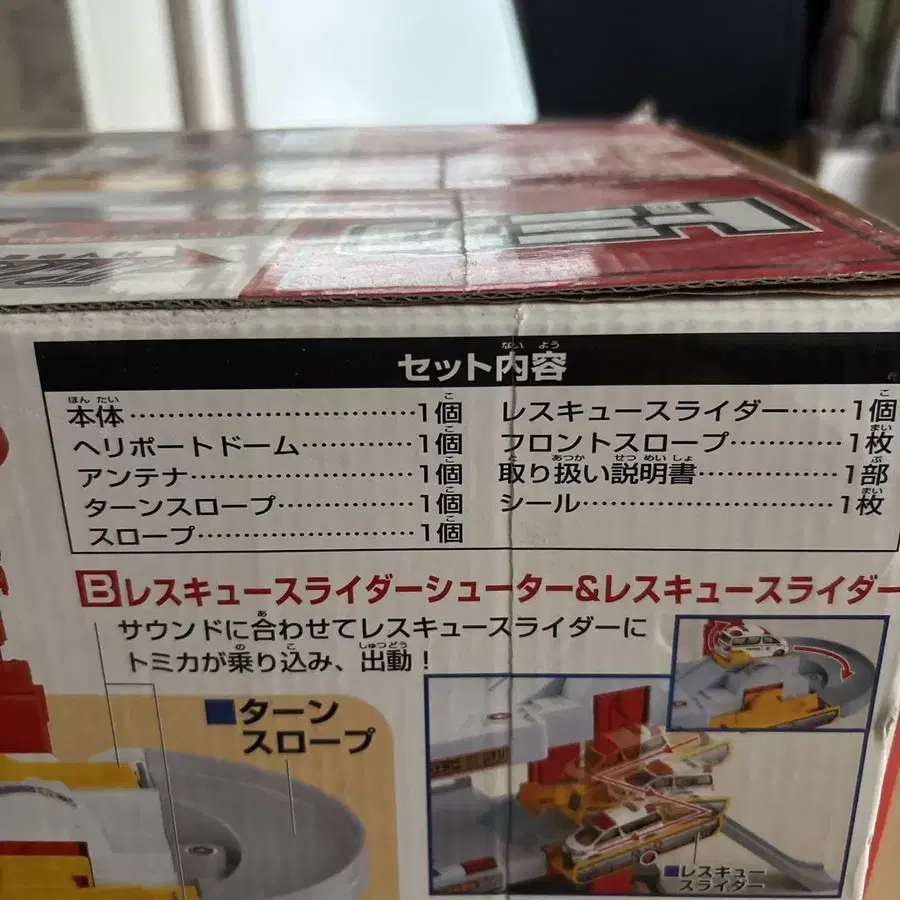 トミカ
セット内容
本体……1個
ヘリポートドーム……1個
アンテナ……1個
ターンスロープ……1個
スロープ……1個
レスキュースライダー……1個
フロントスロープ……1枚
取り扱い説明書……1部
シール……1枚
Bレスキュースライダーシューター&レスキュースライダー
サウンドに合わせてレスキュースライダーに
トミカが乗り込み、出動！
■ターン
スロープ
■レスキュー
スライダー